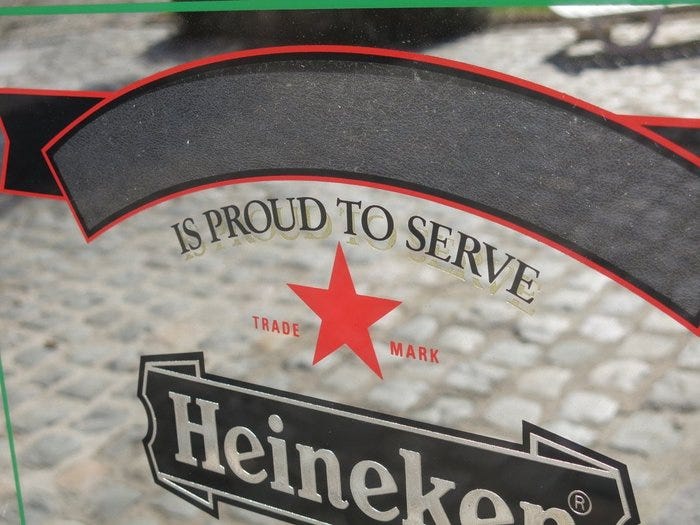 IS PROUD TO SERVE
TRADE MARK
Heineken®